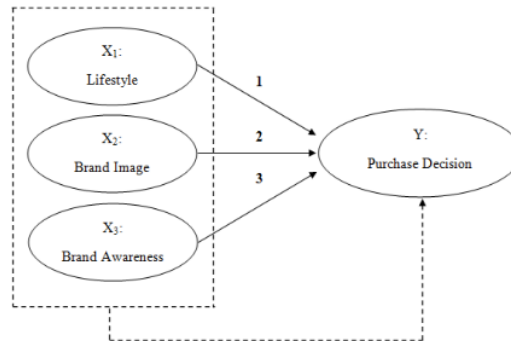 X₁:
Lifestyle
1
X₂:
Brand Image
2
Y:
Purchase Decision
3
X₃:
Brand Awareness